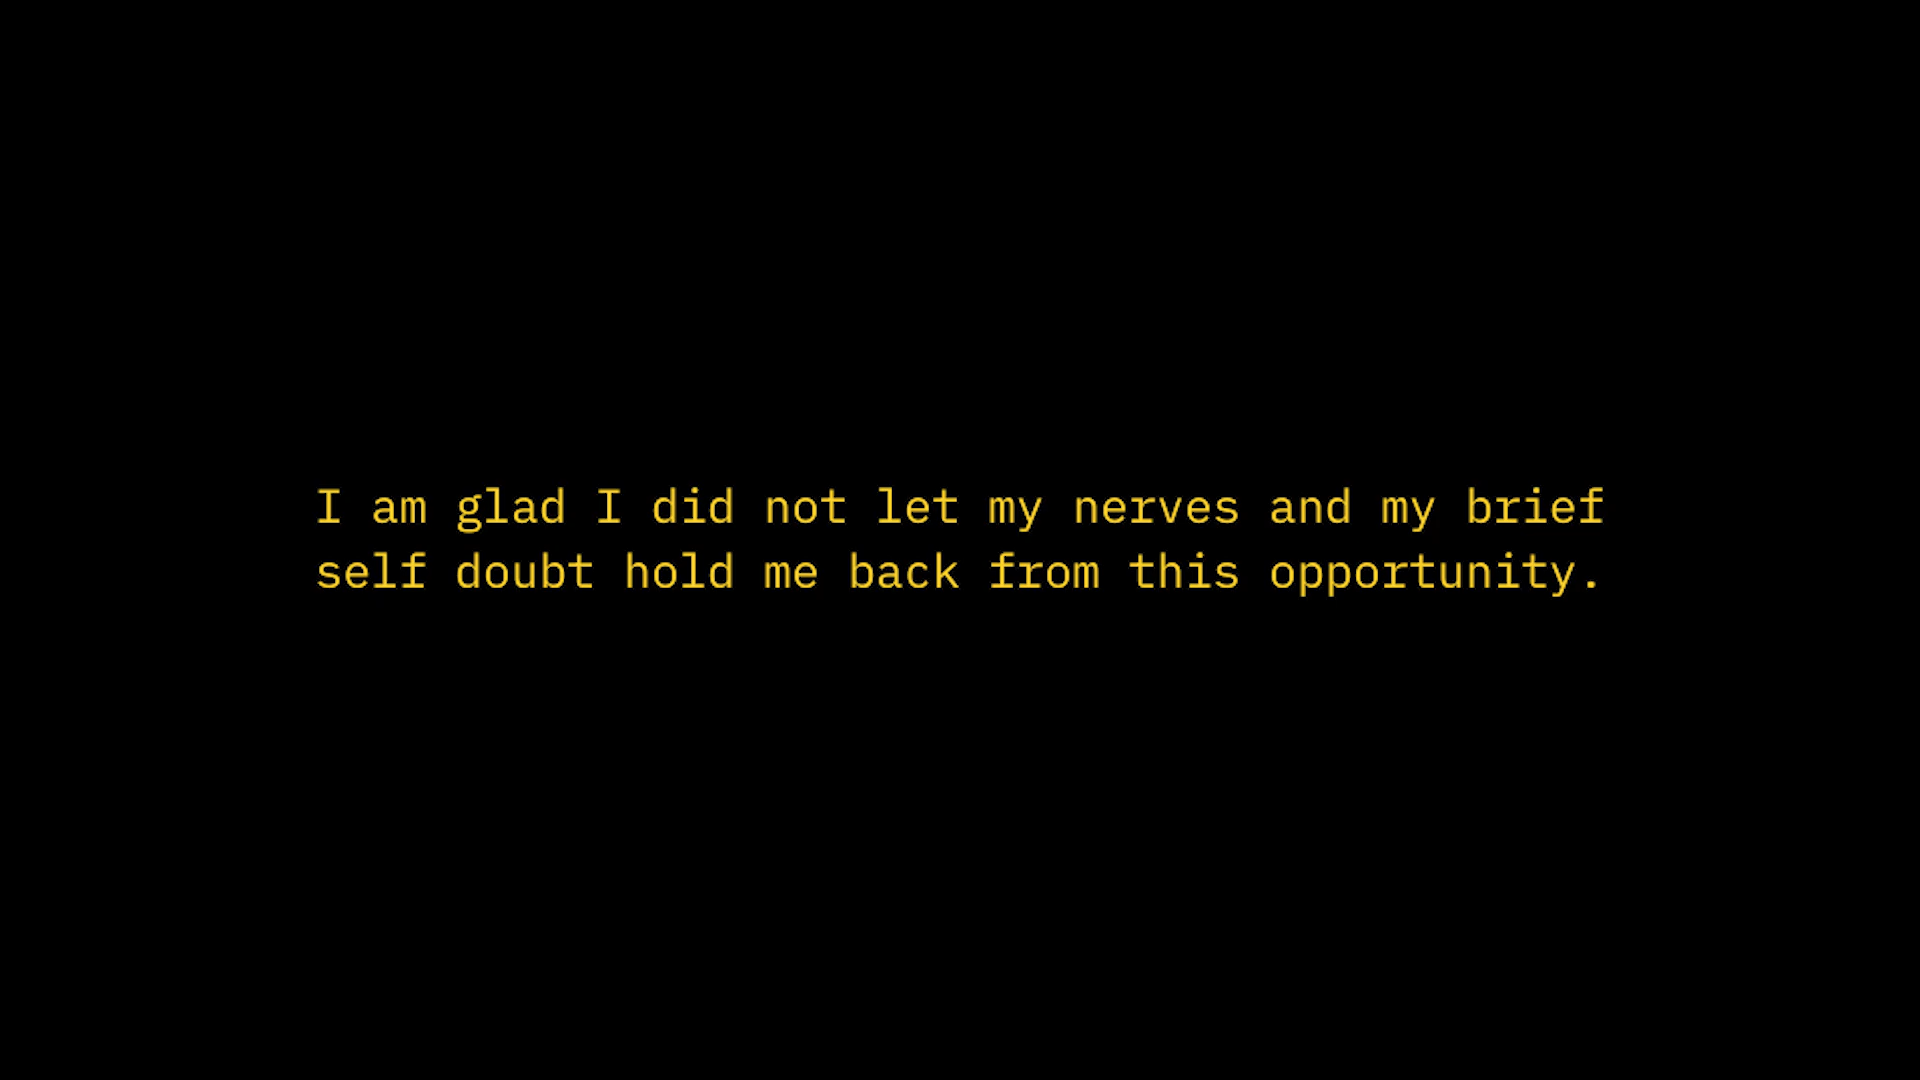 I am glad I did not let my nerves and my brief
self doubt hold me back from this opportunity.